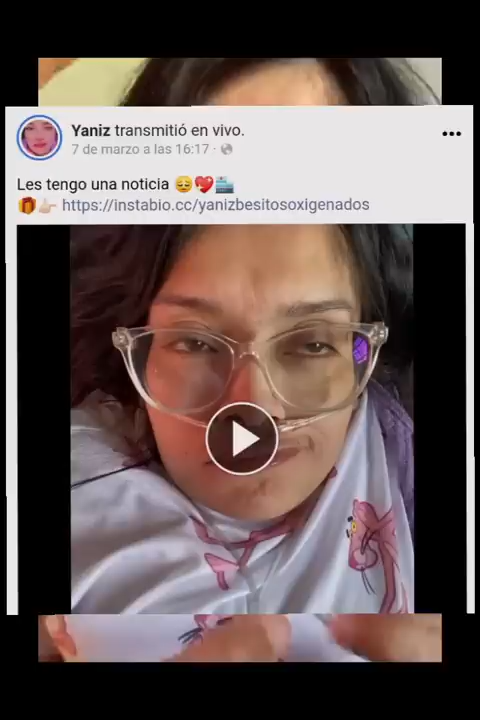 Yaniz transmitió en vivo.
7 de marzo a las 16:17 ·
Les tengo una noticia 😔💖🚢
🎁👉🏻 https://instabio.cc/yanizbesitosoxigenados